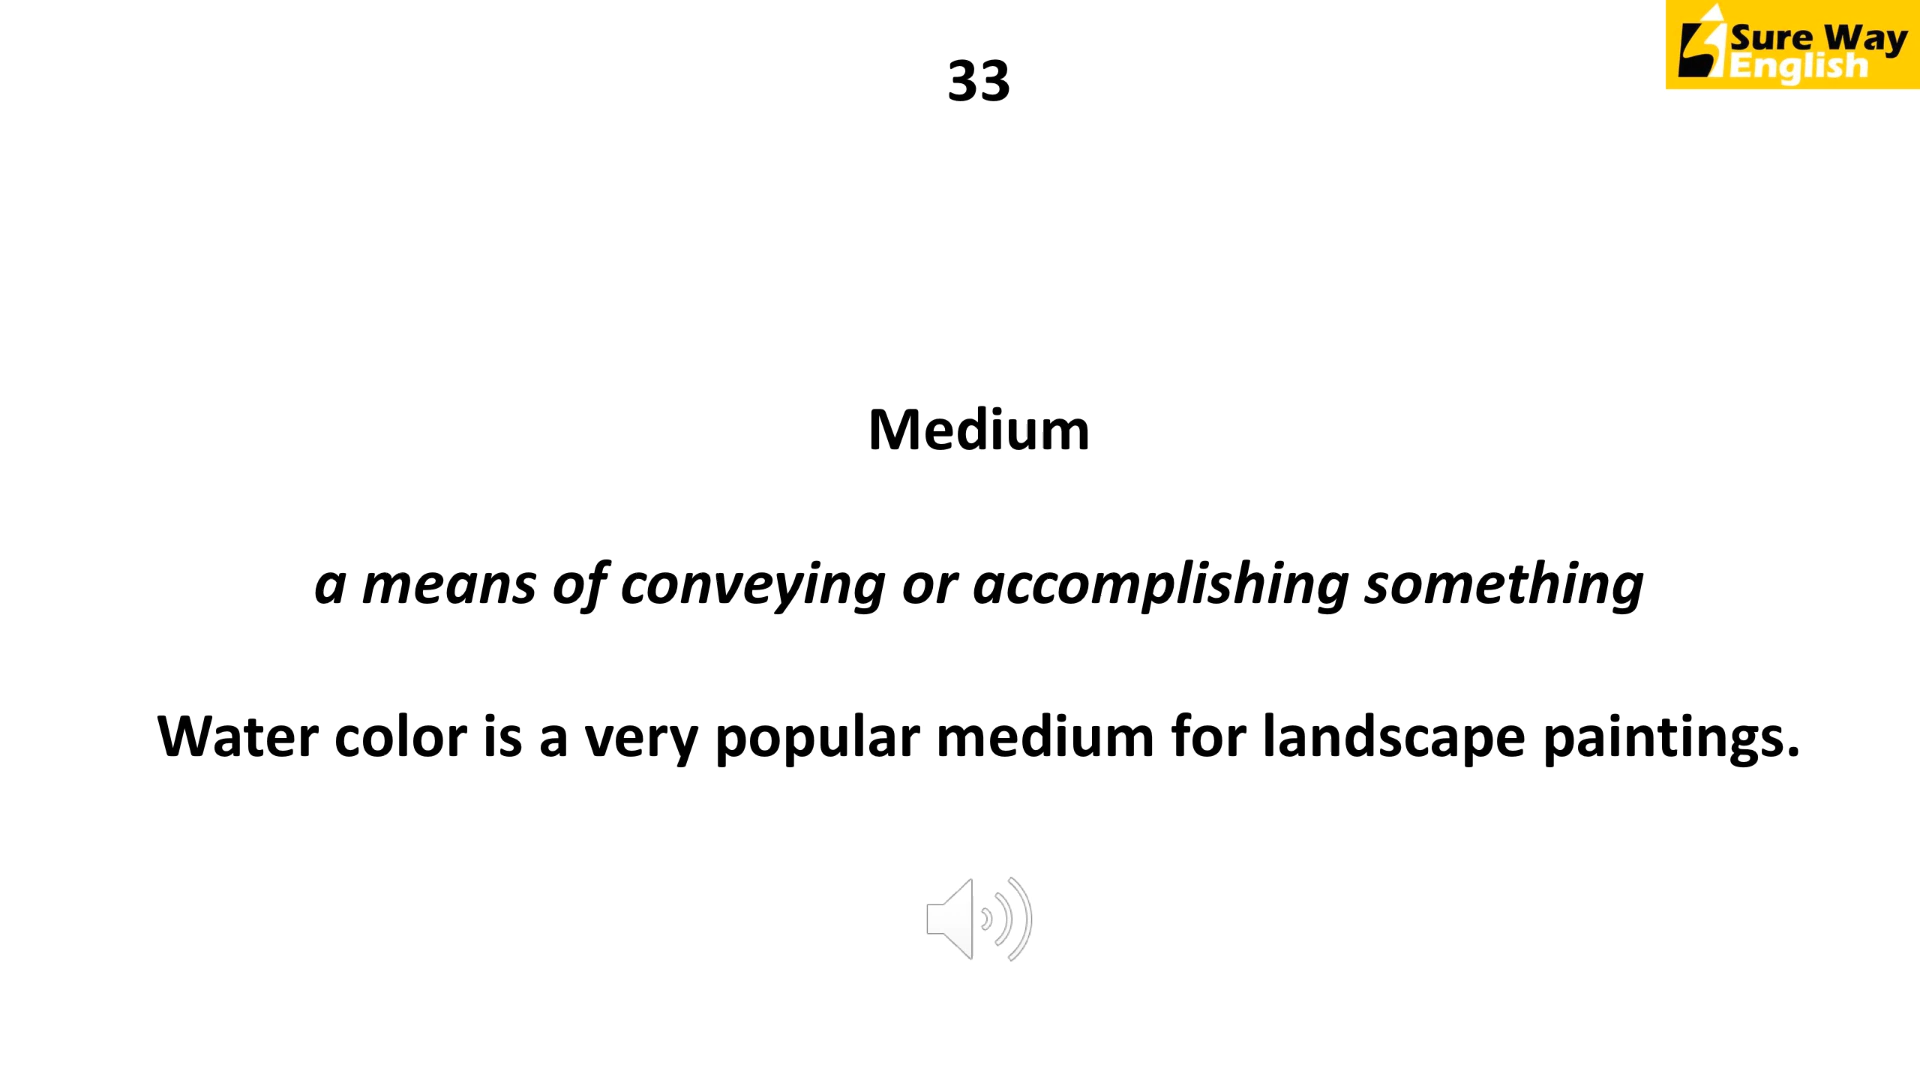 Sure Way
English
33
Medium
a means of conveying or accomplishing something
Water color is a very popular medium for landscape paintings.